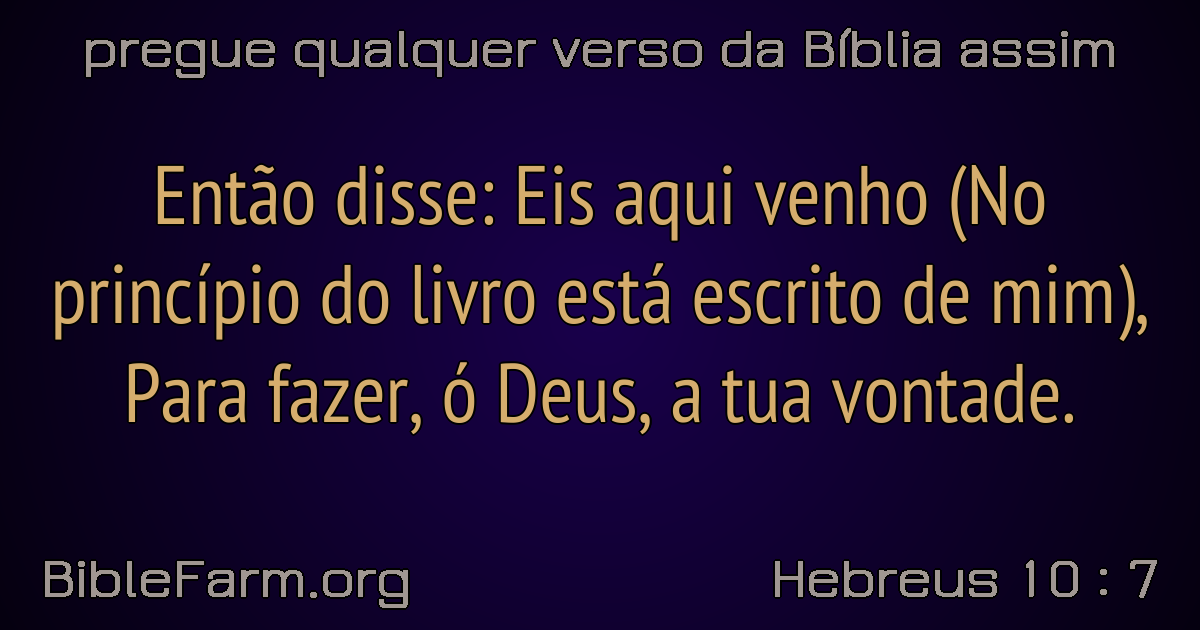 pregue qualquer verso da Bíblia assim
Então disse: Eis aqui venho (No
princípio do livro está escrito de mim),
Para fazer, ó Deus, a tua vontade.
BibleFarm.org
Hebreus 10 : 7